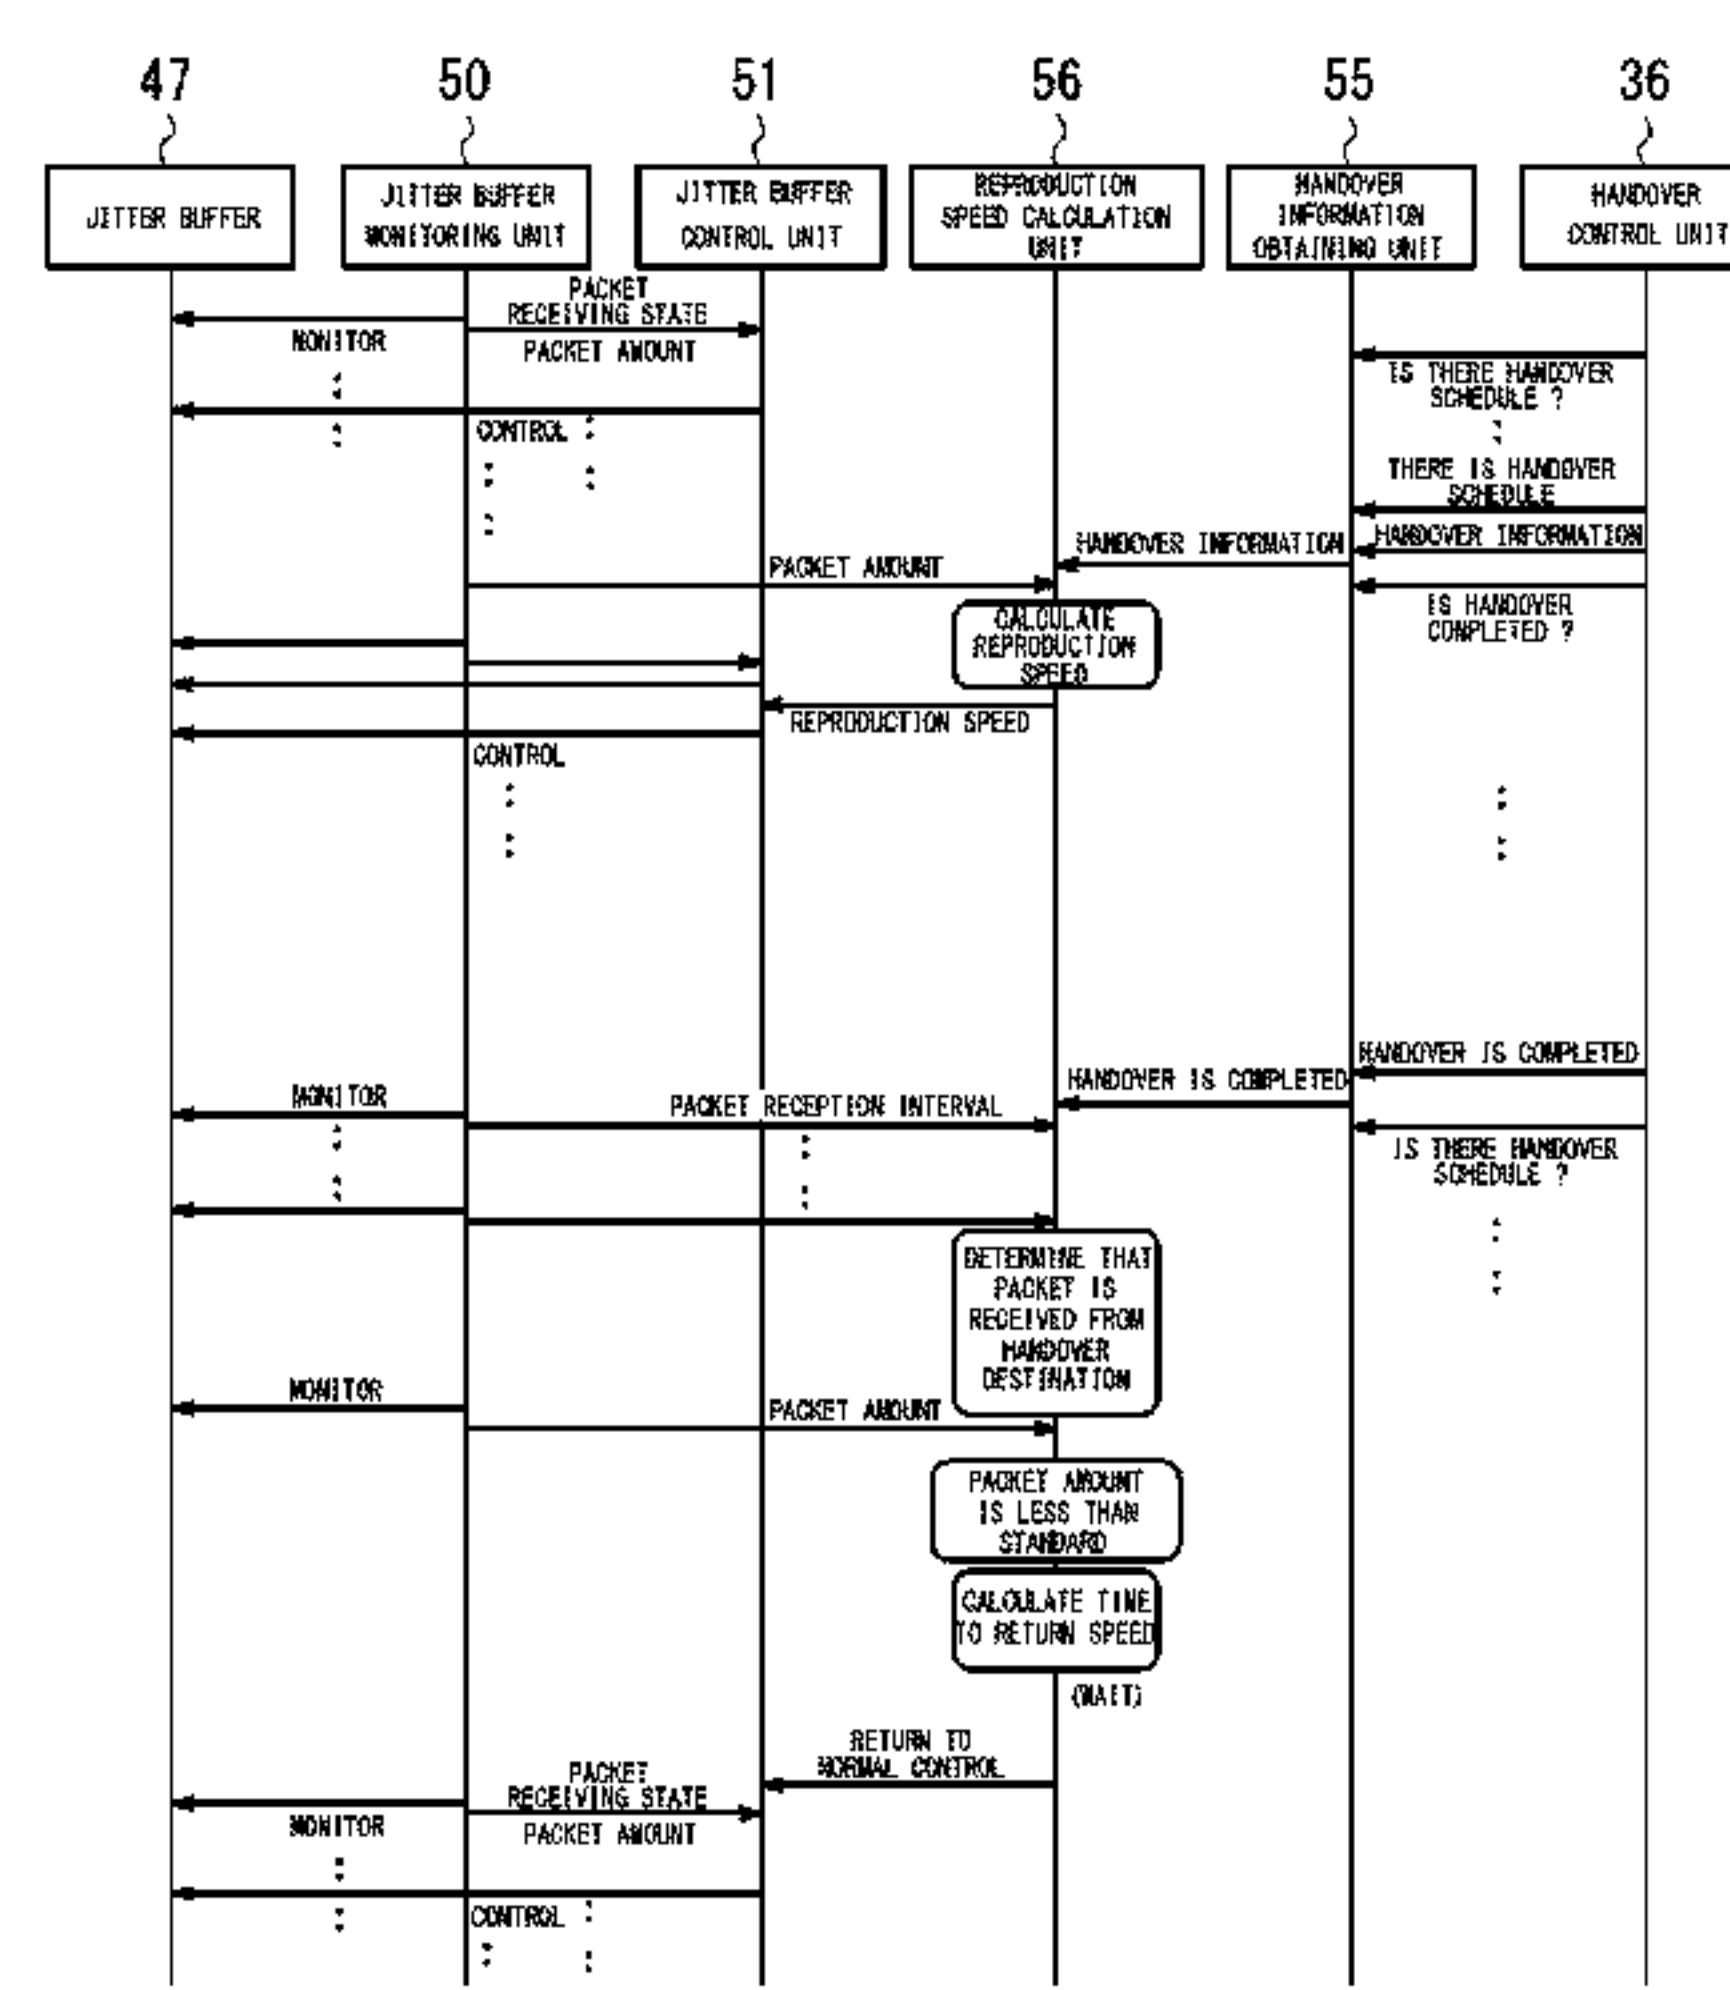 47
50
51
56
55
36
JITTER BUFFER
JITTER BUFFER
MONITORING UNIT
JITTER BUFFER
CONTROL UNIT
REPRODUCTION
SPEED CALCULATION
UNIT
HANDOVER
INFORMATION
OBTAINING UNIT
HANDOVER
CONTROL UNIT
PACKET
RECEIVING STATE
MONITOR
PACKET AMOUNT
IS THERE HANDOVER
SCHEDULE ?
CONTROL
THERE IS HANDOVER
SCHEDULE
HANDOVER INFORMATION
HANDOVER INFORMATION
PACKET AMOUNT
IS HANDOVER
COMPLETED ?
CALCULATE
REPRODUCTION
SPEED
REPRODUCTION SPEED
CONTROL
HANDOVER IS COMPLETED
HANDOVER IS COMPLETED
MONITOR
PACKET RECEPTION INTERVAL
IS THERE HANDOVER
SCHEDULE ?
DETERMINE THAT
PACKET IS
RECEIVED FROM
HANDOVER
DESTINATION
MONITOR
PACKET AMOUNT
PACKET AMOUNT
IS LESS THAN
STANDARD
CALCULATE TIME
TO RETURN SPEED
(WAIT)
RETURN TO
NORMAL CONTROL
PACKET
RECEIVING STATE
MONITOR
PACKET AMOUNT
CONTROL